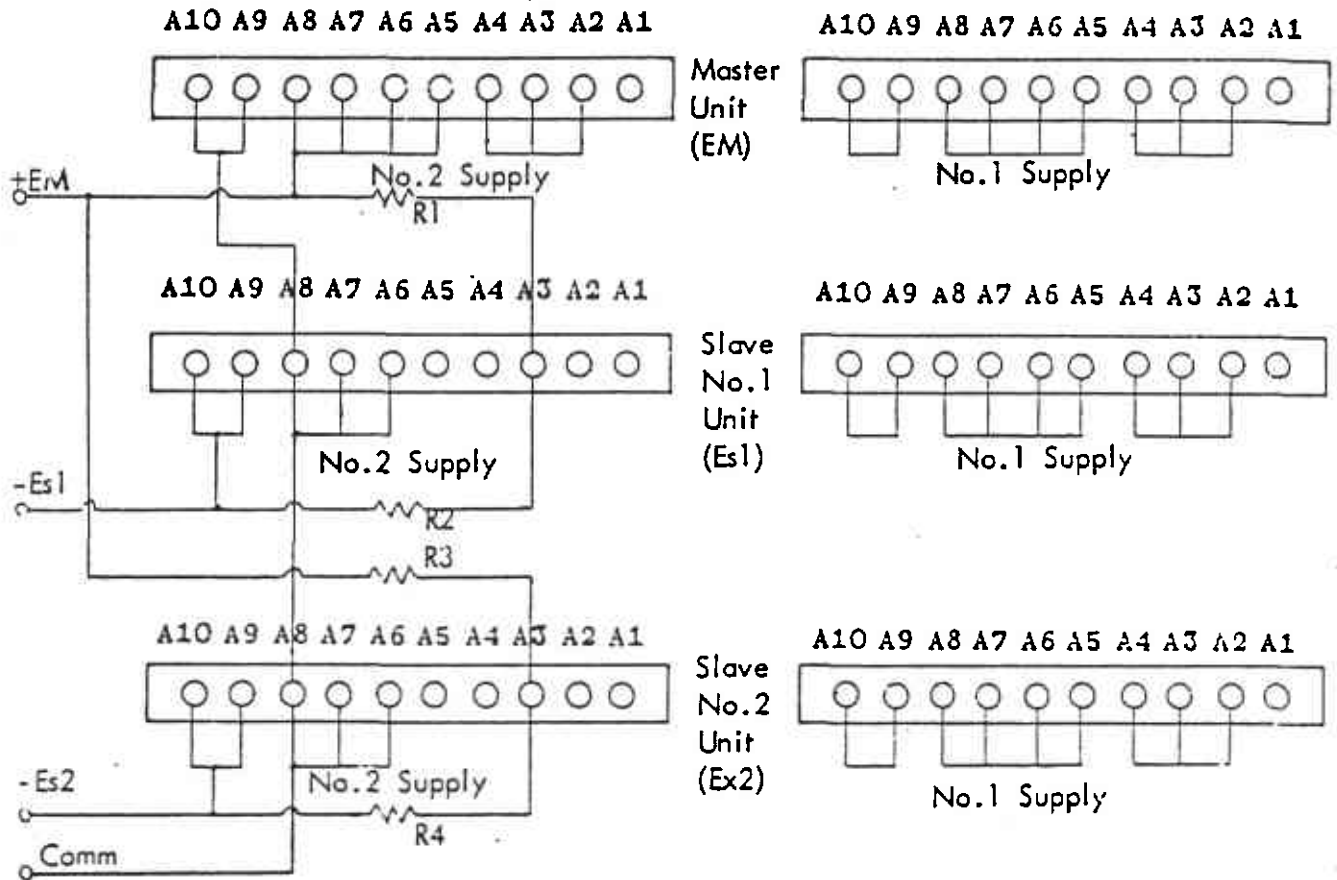 A10 A9 A8 A7 A6 A5 A4 A3 A2 A1
A10 A9 A8 A7 A6 A5 A4 A3 A2 A1
Master
Unit
(EM)
+EM
No.2 Supply
R1
No.1 Supply
A10 A9 A8 A7 A6 A5 A4 A3 A2 A1
A10 A9 A8 A7 A6 A5 A4 A3 A2 A1
Slave
No.1
Unit
(Es1)
No.2 Supply
No.1 Supply
-Es1
R2
R3
A10 A9 A8 A7 A6 A5 A4 A3 A2 A1
A10 A9 A8 A7 A6 A5 A4 A3 A2 A1
Slave
No.2
Unit
(Ex2)
-Es2
No.2 Supply
R4
No.1 Supply
Comm